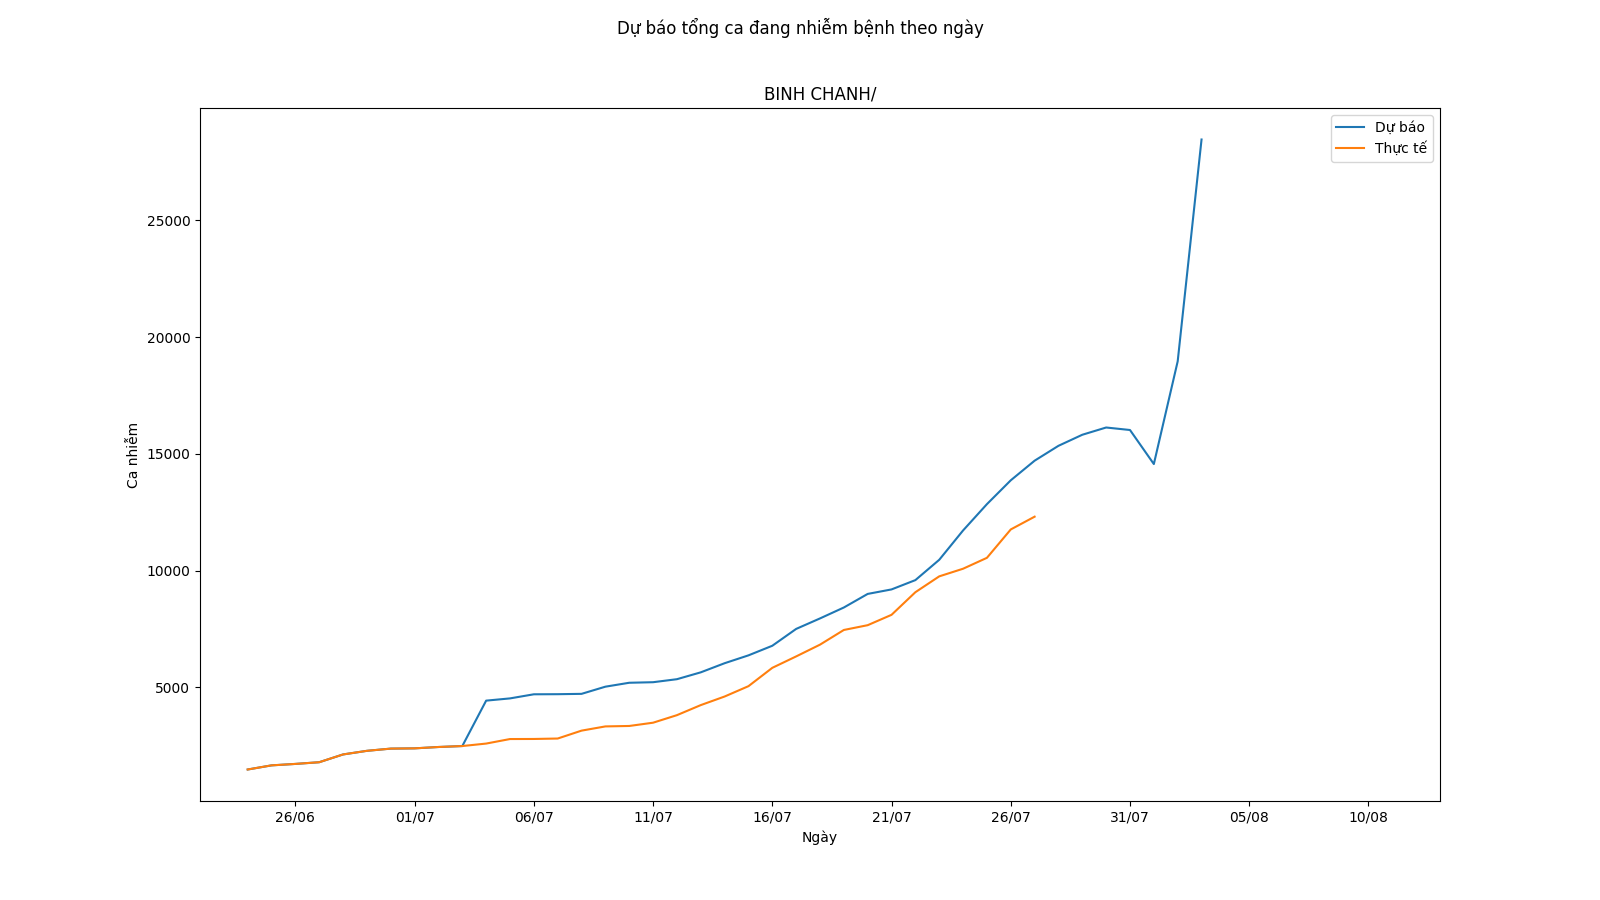 Dự báo tổng ca đang nhiễm bệnh theo ngày
BINH CHANH/
Dự báo
Thực tế
25000
20000
15000
10000
5000
Ca nhiễm
26/06
01/07
06/07
11/07
16/07
21/07
26/07
31/07
05/08
10/08
Ngày